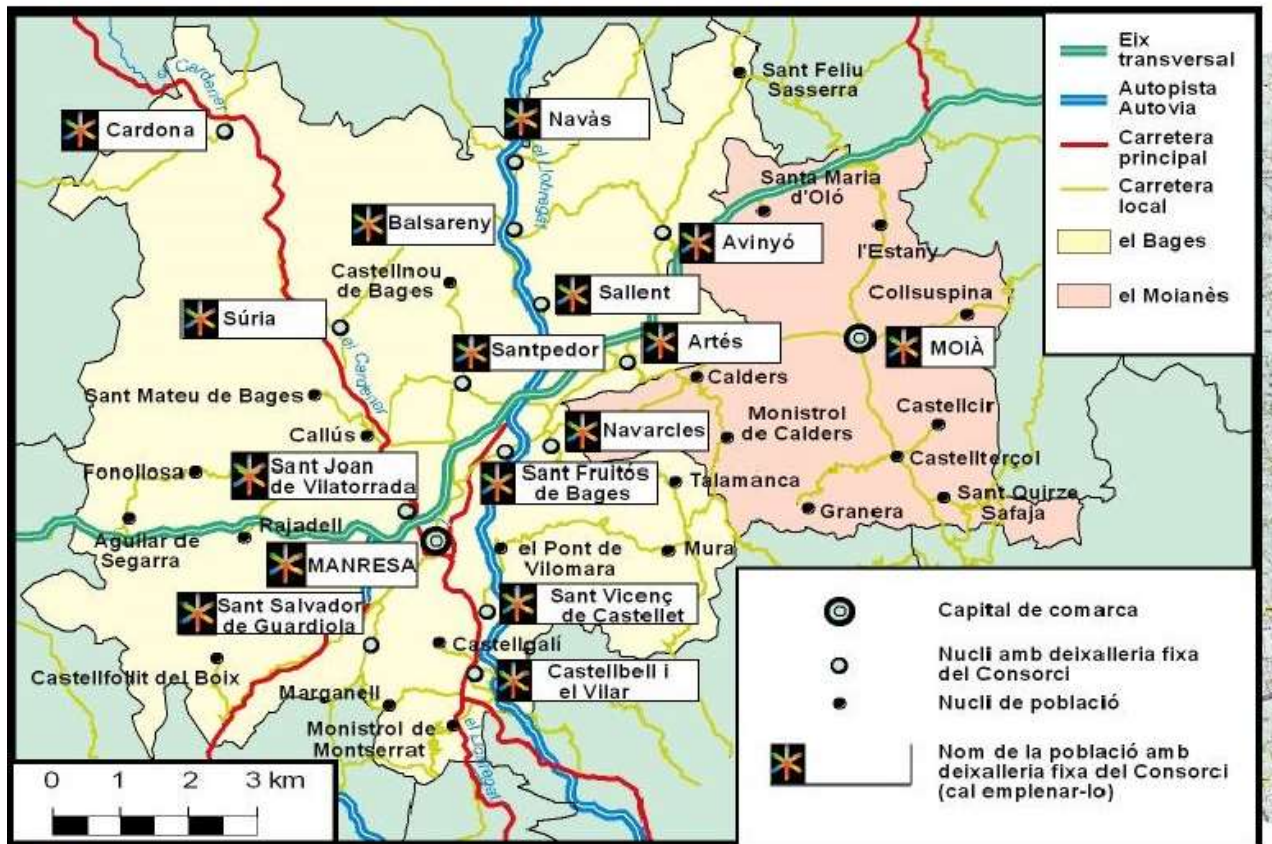 Cardener
Cardona
Navàs
el Llobregat
Sant Feliu
Sasserra
Eix
transversal
Autopista
Autovia
Carretera
principal
Carretera
local
el Bages
el Moianès
Santa Maria
d'Oló
Balsareny
Avinyó
l'Estany
Castellnou
de Bages
Sallent
Collsuspina
Súria
el Cardener
Santpedor
Artés
MOIÀ
Calders
Sant Mateu de Bages
Callús
Navarcles
Monistrol
de Calders
Castellcir
Castellterçol
Fonollosa
Sant Joan
de Vilatorrada
Sant Fruitós
de Bages
Talamanca
Sant Quirze
Safaja
Granera
Rajadell
Aguilar de
Segarra
MANRESA
el Pont de
Vilomara
Mura
Sant Salvador
de Guardiola
Sant Vicenç
de Castellet
Castellgalí
Castellfollit del Boix
Castellbell i
el Vilar
Marganell
Monistrol de
Montserrat
el Llobregat
0 1 2 3 km
Capital de comarca
Nucli amb deixalleria fixa
del Consorci
Nucli de població
Nom de la població amb
deixalleria fixa del Consorci
(cal emplenar-lo)